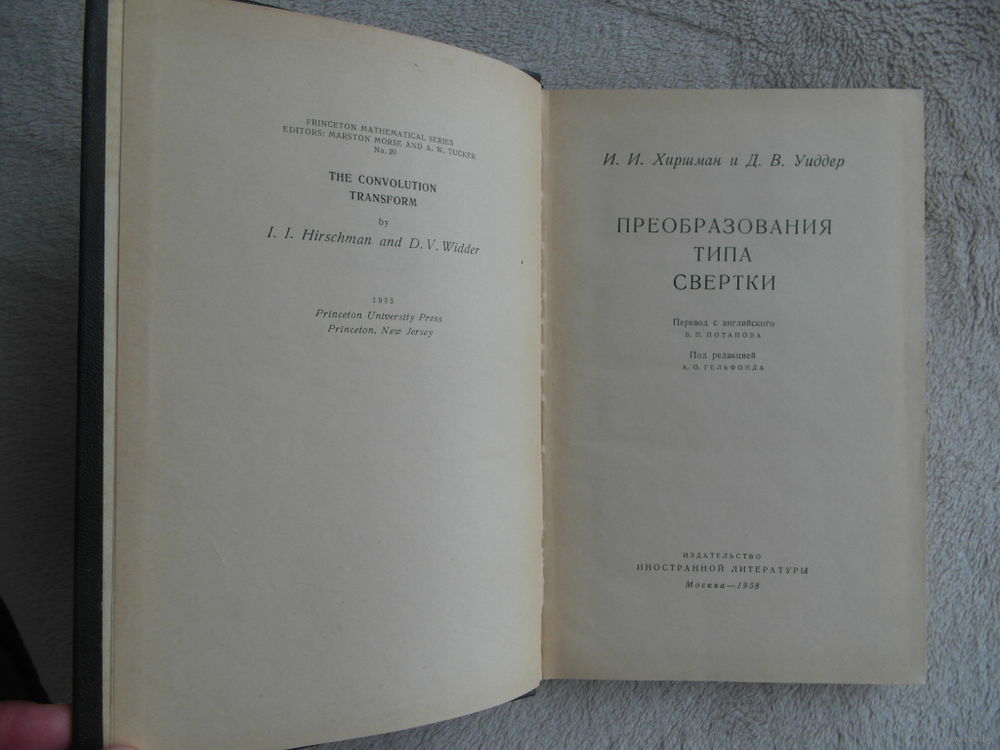 PRINCETON MATHEMATICAL SERIES
EDITORS: MARSTON MORSE AND A. W. TUCKER
No. 20
THE CONVOLUTION
TRANSFORM
by
I. I. Hirschman and D. V. Widder
1955
Princeton University Press
Princeton, New Jersey
И. И. Хиршман и Д. В. Уиддер
ПРЕОБРАЗОВАНИЯ
ТИПА
СВЕРТКИ
Перевод с английского
В. П. ПОТАПОВА
Под редакцией
А. О. ГЕЛЬФОНДА
ИЗДАТЕЛЬСТВО
ИНОСТРАННОЙ ЛИТЕРАТУРЫ
Москва—1958